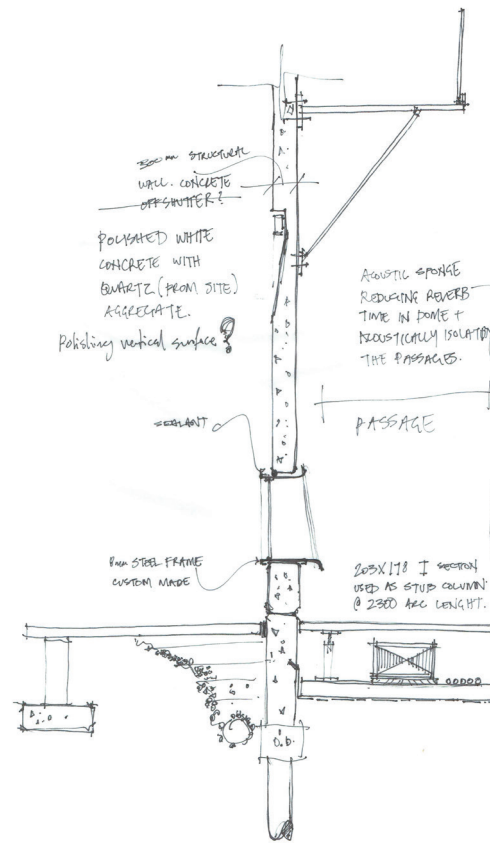 300mm STRUCTURAL
WALL. CONCRETE
OFFSHUTTER?
POLISHED WHITE
CONCRETE WITH
QUARTZ (FROM SITE)
AGGREGATE.
Polishing vertical surface?
ACOUSTIC SPONGE
REDUCING REVERB
TIME IN DOME +
ACOUSTICALLY ISOLATIN
THE PASSAGES.
PASSAGE
SEALANT
8mm STEEL FRAME
CUSTOM MADE
203X178 I SECTION
USED AS STUB COLUMN
@ 2300 ARC LENGHT.